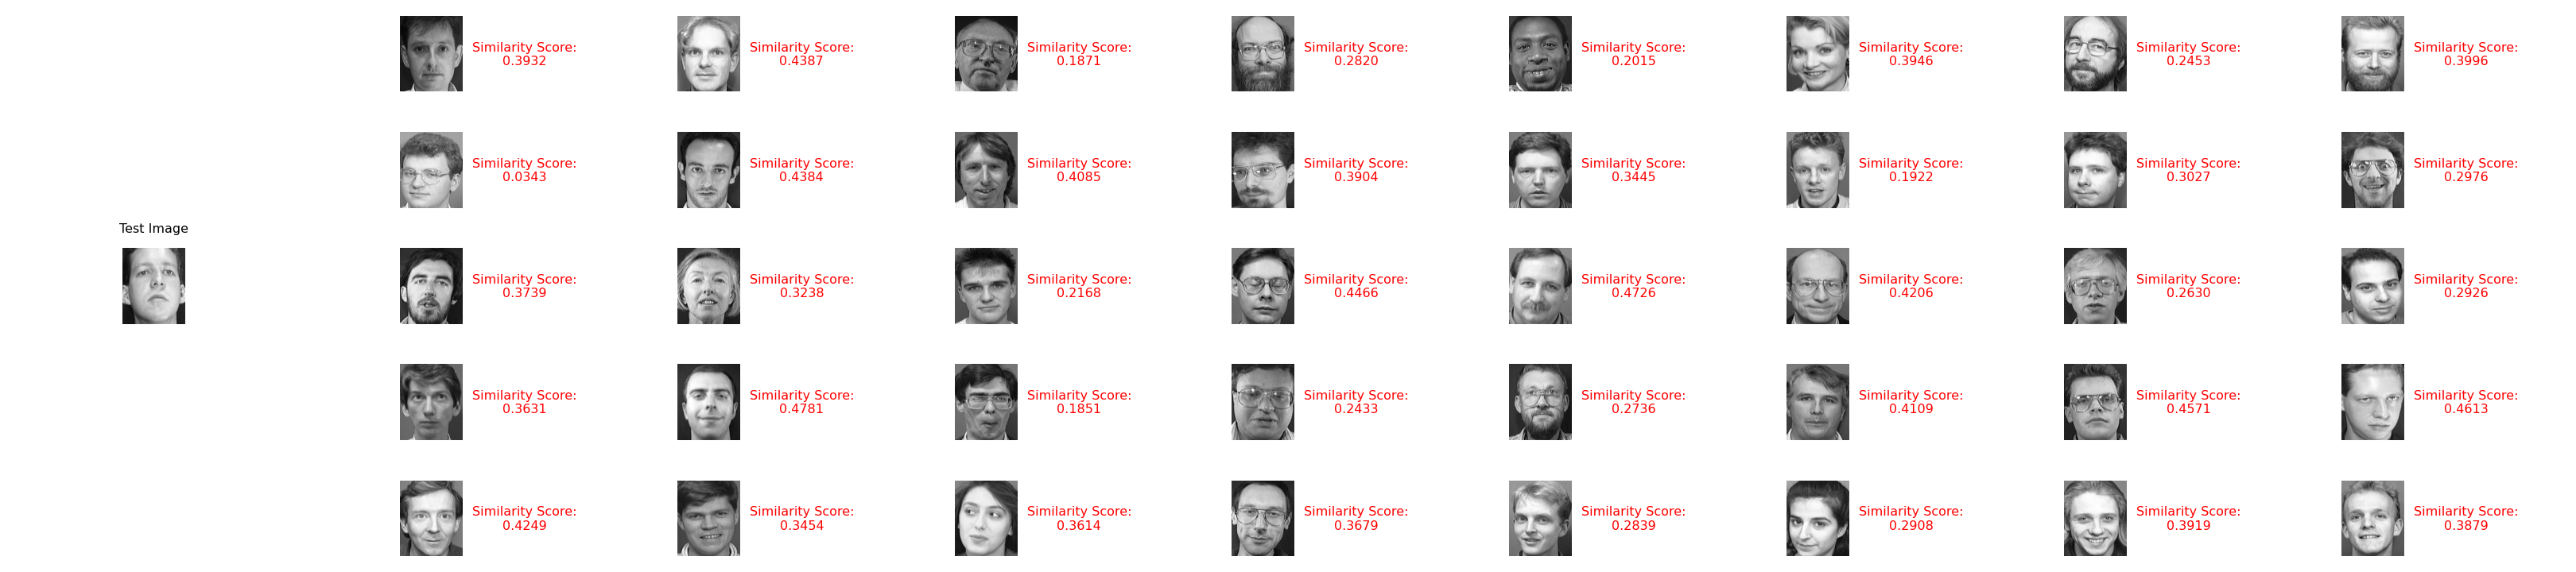 Similarity Score:
0.3932
Similarity Score:
0.4387
Similarity Score:
0.1871
Similarity Score:
0.2820
Similarity Score:
0.2015
Similarity Score:
0.3946
Similarity Score:
0.2453
Similarity Score:
0.3996
Similarity Score:
0.0343
Similarity Score:
0.4384
Similarity Score:
0.4085
Similarity Score:
0.3904
Similarity Score:
0.3445
Similarity Score:
0.1922
Similarity Score:
0.3027
Similarity Score:
0.2976
Test Image
Similarity Score:
0.3739
Similarity Score:
0.3238
Similarity Score:
0.2168
Similarity Score:
0.4466
Similarity Score:
0.4726
Similarity Score:
0.4206
Similarity Score:
0.2630
Similarity Score:
0.2926
Similarity Score:
0.3631
Similarity Score:
0.4781
Similarity Score:
0.1851
Similarity Score:
0.2433
Similarity Score:
0.2736
Similarity Score:
0.4109
Similarity Score:
0.4571
Similarity Score:
0.4613
Similarity Score:
0.4249
Similarity Score:
0.3454
Similarity Score:
0.3614
Similarity Score:
0.3679
Similarity Score:
0.2839
Similarity Score:
0.2908
Similarity Score:
0.3919
Similarity Score:
0.3879